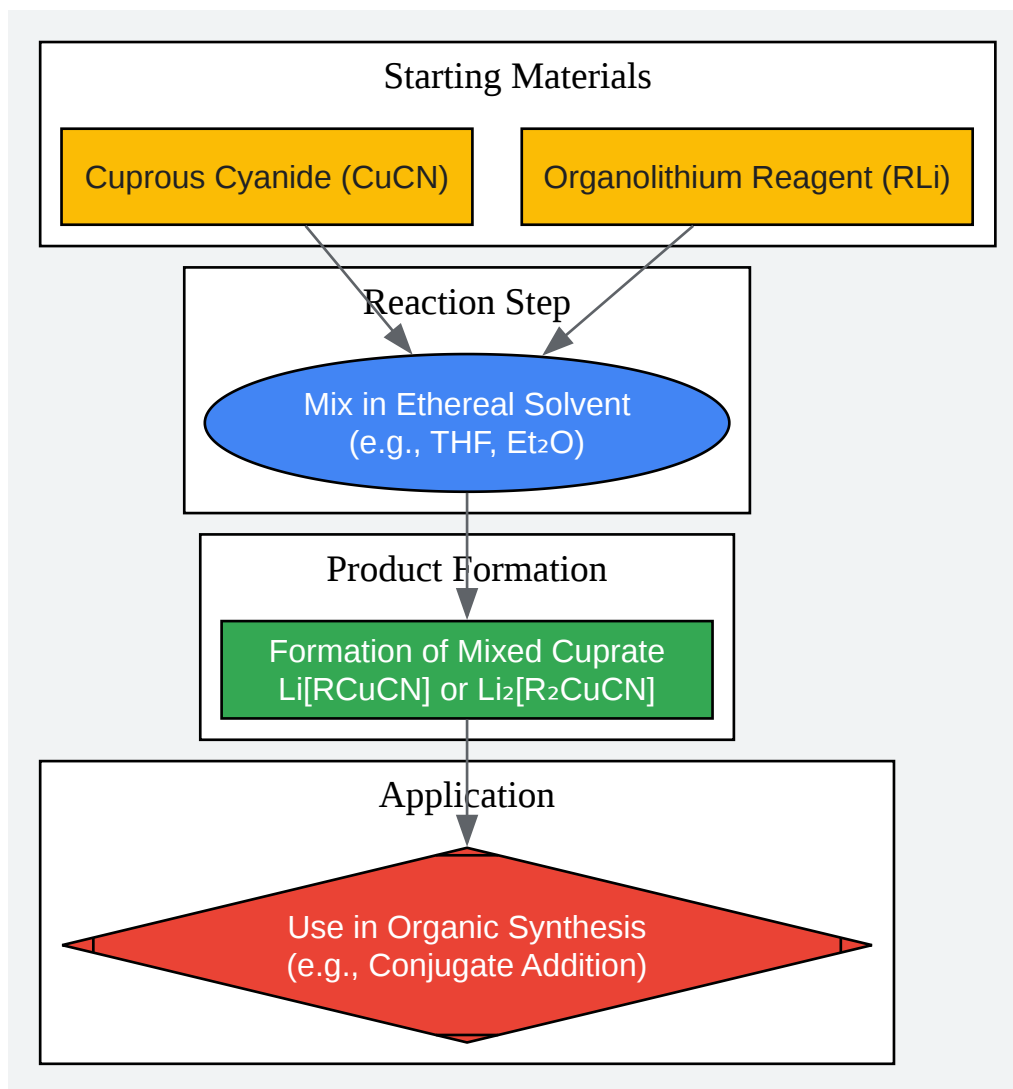 Starting Materials
Cuprous Cyanide (CuCN)
Organolithium Reagent (RLi)
Reaction Step
Mix in Ethereal Solvent
(e.g., THF, Et₂O)
Product Formation
Formation of Mixed Cuprate
Li[RCuCN] or Li₂[R₂CuCN]
Application
Use in Organic Synthesis
(e.g., Conjugate Addition)